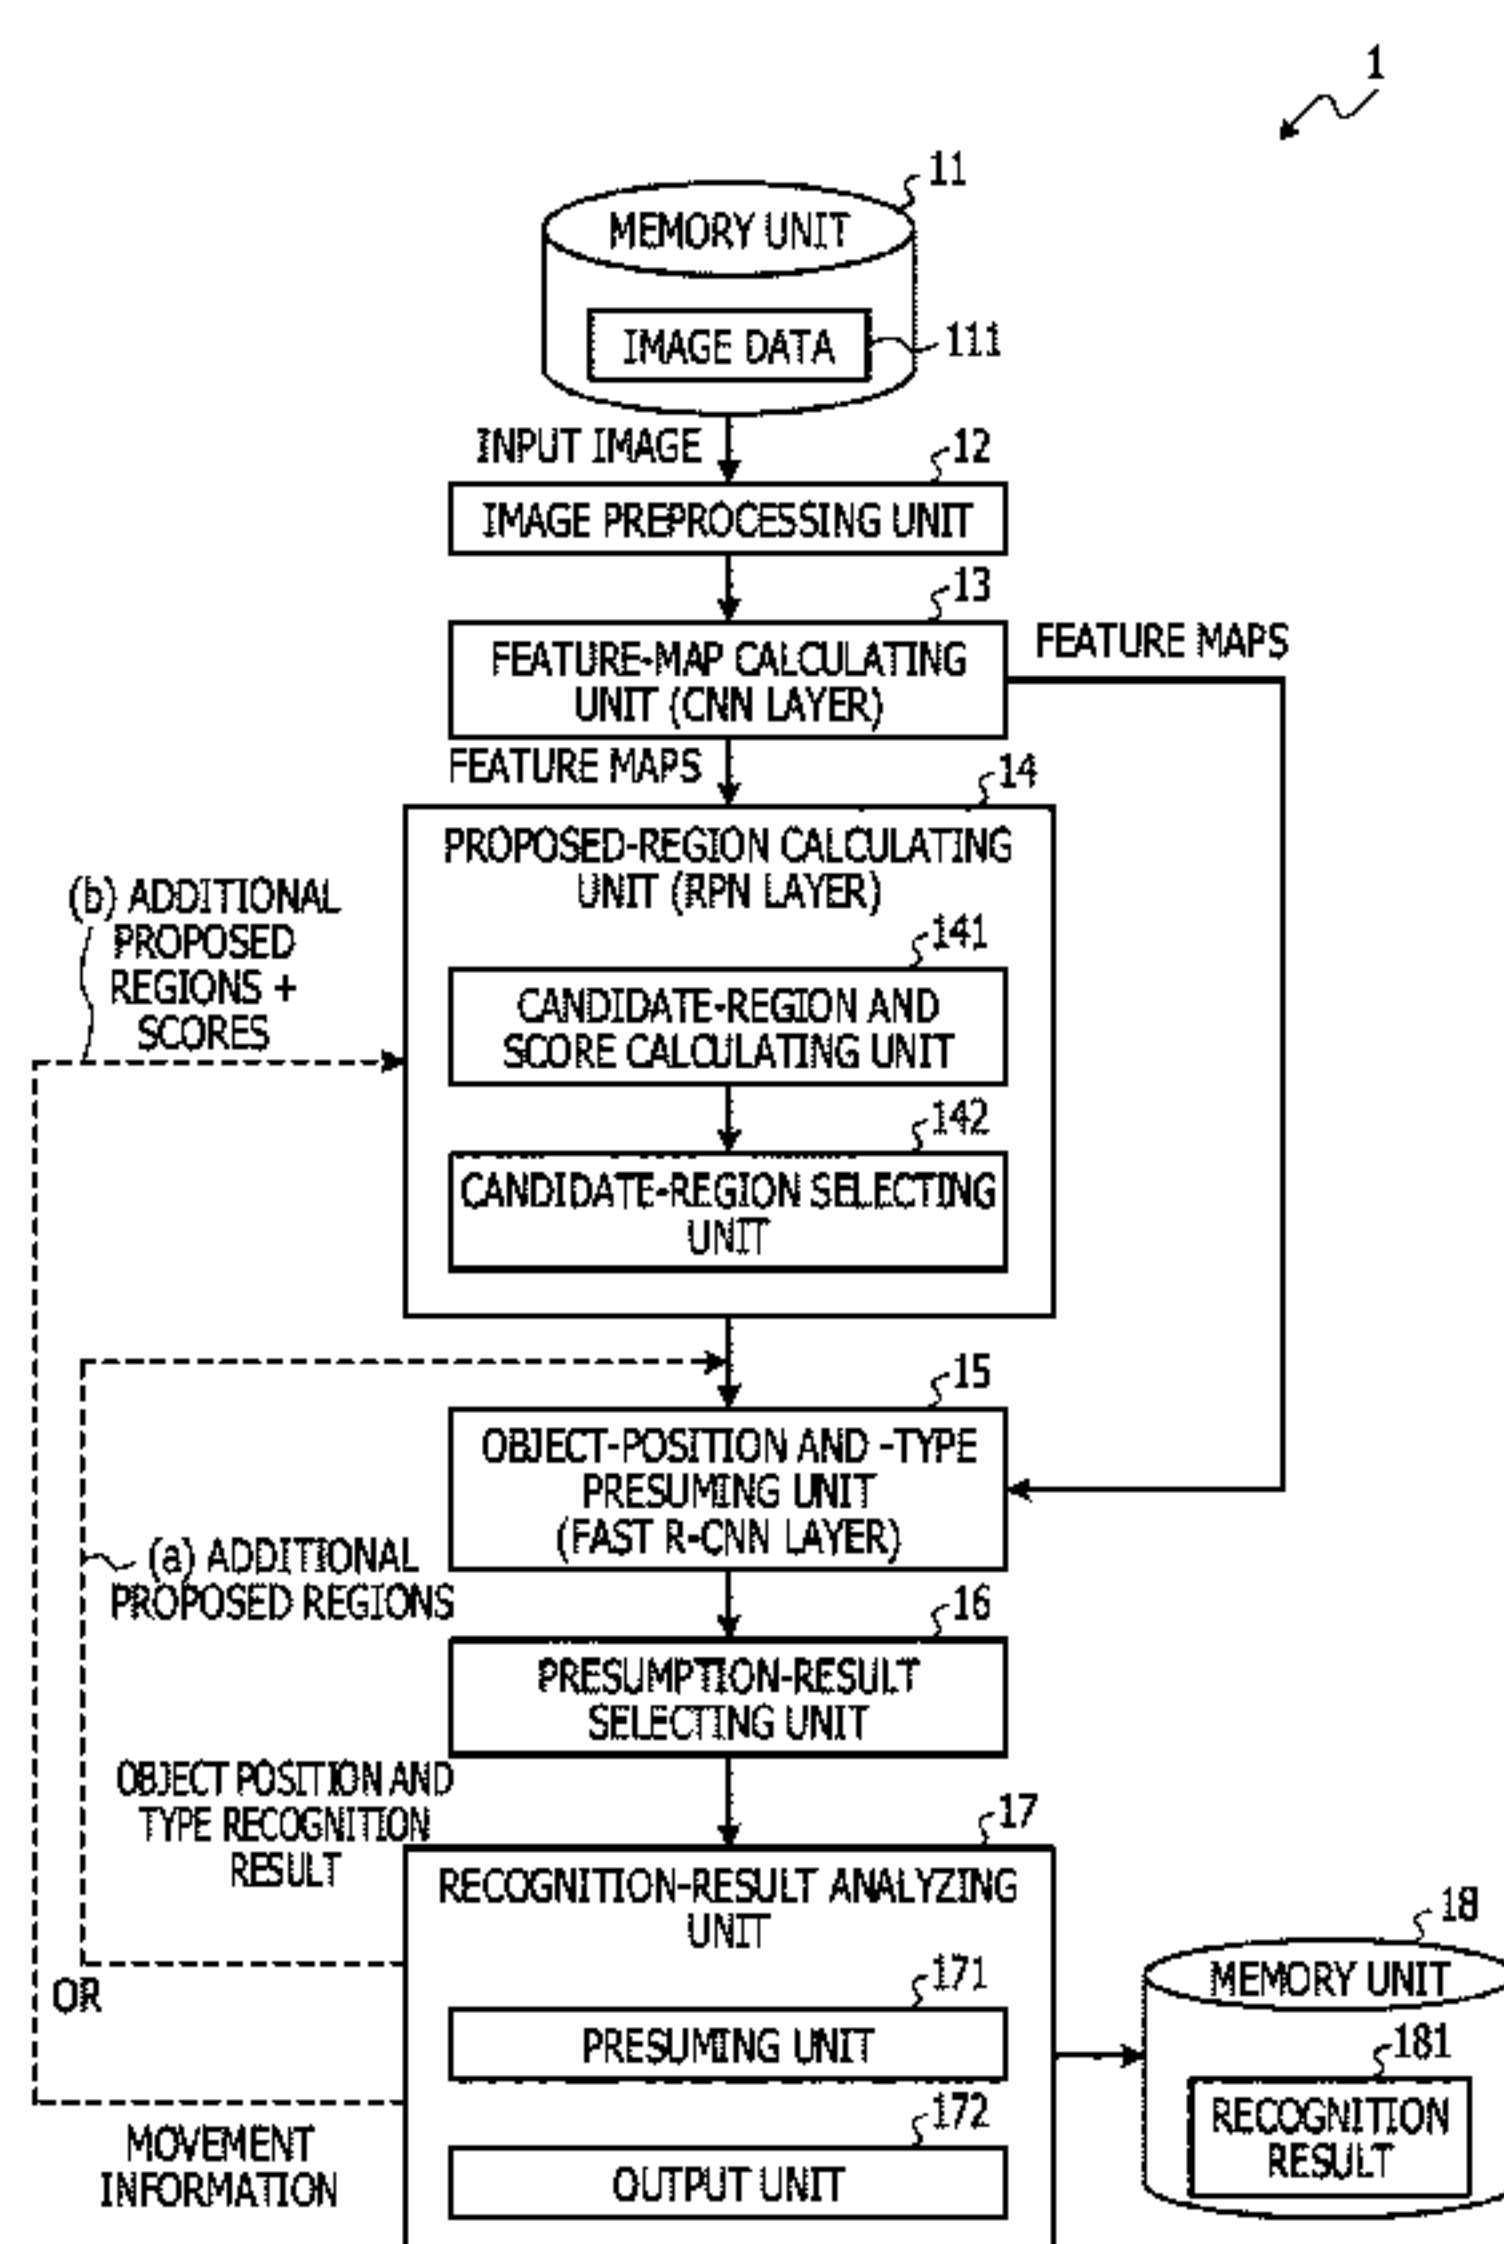 1
11
MEMORY UNIT
IMAGE DATA
111
INPUT IMAGE
12
IMAGE PREPROCESSING UNIT
13
FEATURE-MAP CALCULATING
UNIT (CNN LAYER)
FEATURE MAPS
FEATURE MAPS
14
PROPOSED-REGION CALCULATING
UNIT (RPN LAYER)
(b) ADDITIONAL
PROPOSED
REGIONS +
SCORES
141
CANDIDATE-REGION AND
SCORE CALCULATING UNIT
142
CANDIDATE-REGION SELECTING
UNIT
15
OBJECT-POSITION AND -TYPE
PRESUMING UNIT
(FAST R-CNN LAYER)
(a) ADDITIONAL
PROPOSED REGIONS
16
PRESUMPTION-RESULT
SELECTING UNIT
OBJECT POSITION AND
TYPE RECOGNITION
RESULT
17
RECOGNITION-RESULT ANALYZING
UNIT
OR
171
PRESUMING UNIT
172
OUTPUT UNIT
MOVEMENT
INFORMATION
18
MEMORY UNIT
181
RECOGNITION
RESULT